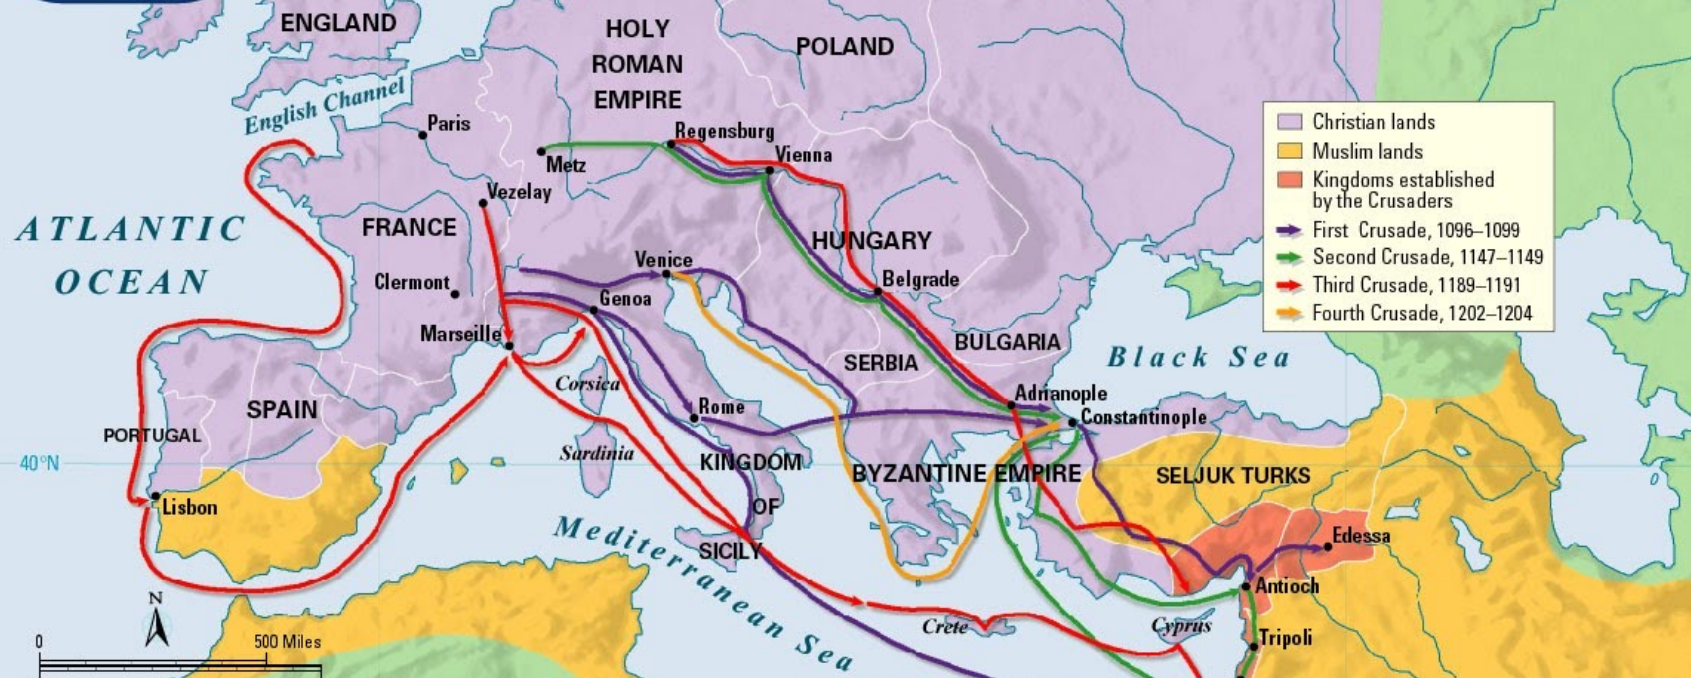 ENGLAND
HOLY
ROMAN
EMPIRE
POLAND
English Channel
Paris
Regensburg
Metz
Vienna
Vezelay
ATLANTIC
OCEAN
FRANCE
HUNGARY
Venice
Clermont
Genoa
Belgrade
Marseille
Corsica
SERBIA
BULGARIA
Black Sea
Christian lands
Muslim lands
Kingdoms established
by the Crusaders
First Crusade, 1096–1099
Second Crusade, 1147–1149
Third Crusade, 1189–1191
Fourth Crusade, 1202–1204
SPAIN
PORTUGAL
Rome
Adrianople
Constantinople
40°N
Sardinia
KINGDOM
OF
SICILY
BYZANTINE EMPIRE
SELJUK TURKS
Lisbon
Mediterranean Sea
Edessa
Antioch
Crete
Cyprus
Tripoli
N
0
500 Miles